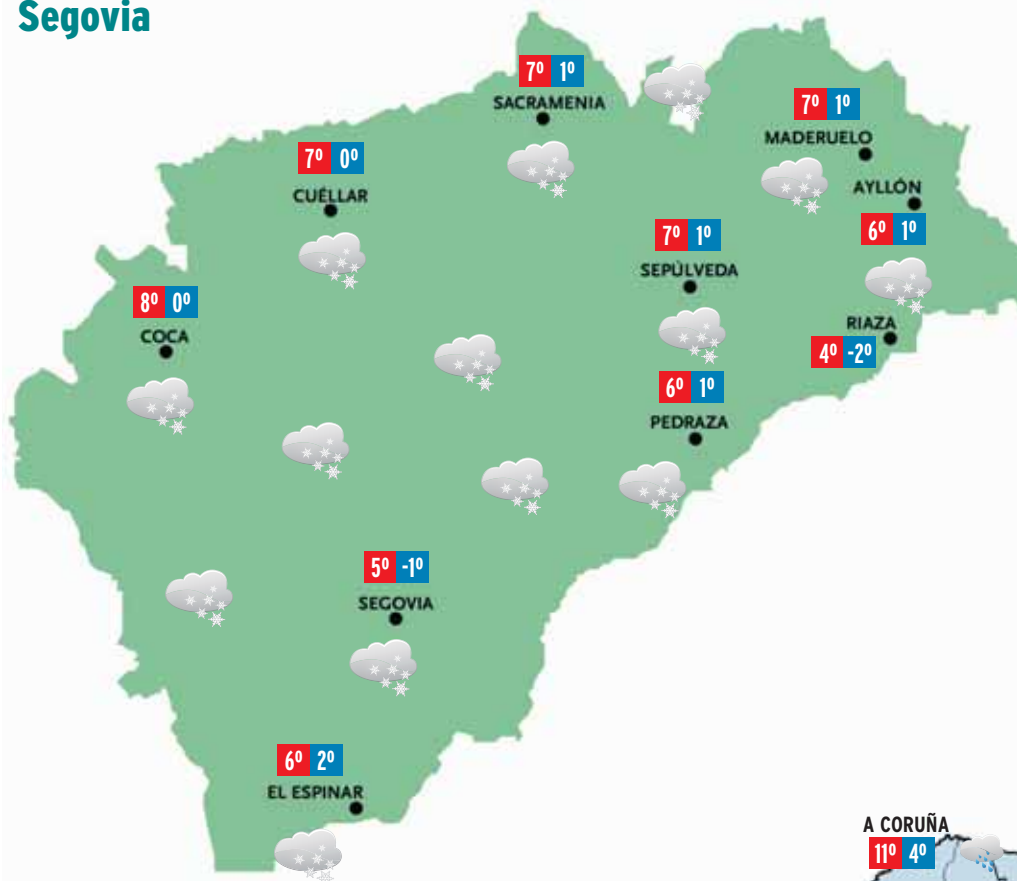 Segovia
7º 1º
SACRAMENIA
7º 1º
MADERUELO
7º 0º
CUÉLLAR
AYLLÓN
6º 1º
7º 1º
SEPÚLVEDA
8º 0º
COCA
RIAZA
4º -2º
6º 1º
PEDRAZA
5º -1º
SEGOVIA
6º 2º
EL ESPINAR
A CORUÑA
11º 4º